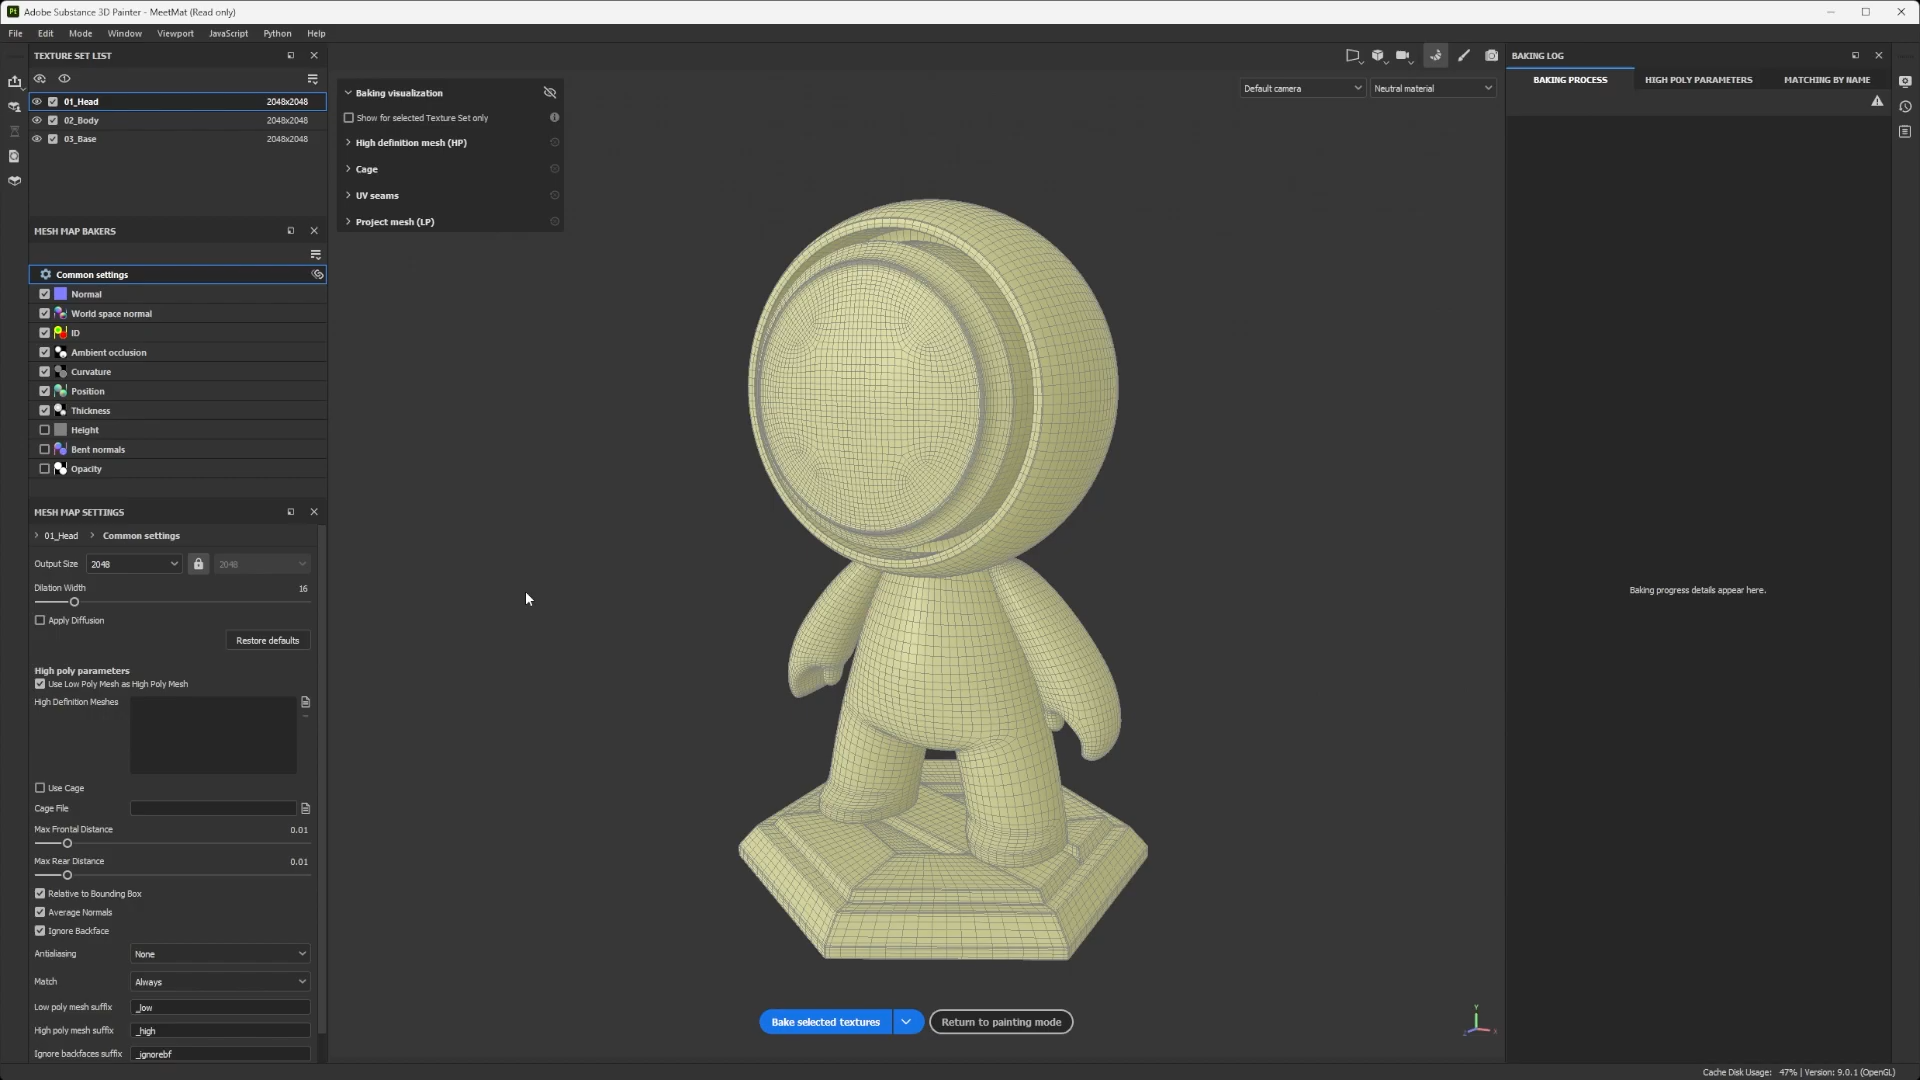 Pt Adobe Substance 3D Painter - MeetMat (Read only)
File Edit Mode Window Viewport JavaScript Python Help
TEXTURE SET LIST
01_Head 2048x2048
02_Body 2048x2048
03_Base 2048x2048
MESH MAP BAKERS
Common settings
Normal
World space normal
ID
Ambient occlusion
Curvature
Position
Thickness
Height
Bent normals
Opacity
MESH MAP SETTINGS
01_Head > Common settings
Output Size 2048 2048
Dilation Width 16
Apply Diffusion
Restore defaults
High poly parameters
Use Low Poly Mesh as High Poly Mesh
High Definition Meshes
Use Cage
Cage File
Max Frontal Distance 0.01
Max Rear Distance 0.01
Relative to Bounding Box
Average Normals
Ignore Backface
Antialiasing None
Match Always
Low poly mesh suffix _low
High poly mesh suffix _high
Ignore backfaces suffix _ignorebf
Baking visualization
Show for selected Texture Set only
High definition mesh (HP)
Cage
UV seams
Project mesh (LP)
Default camera Neutral material
Bake selected textures Return to painting mode
Y
BAKING LOG
BAKING PROCESS HIGH POLY PARAMETERS MATCHING BY NAME
Baking progress details appear here.
Cache Disk Usage: 47% | Version: 9.0.1 (OpenGL)